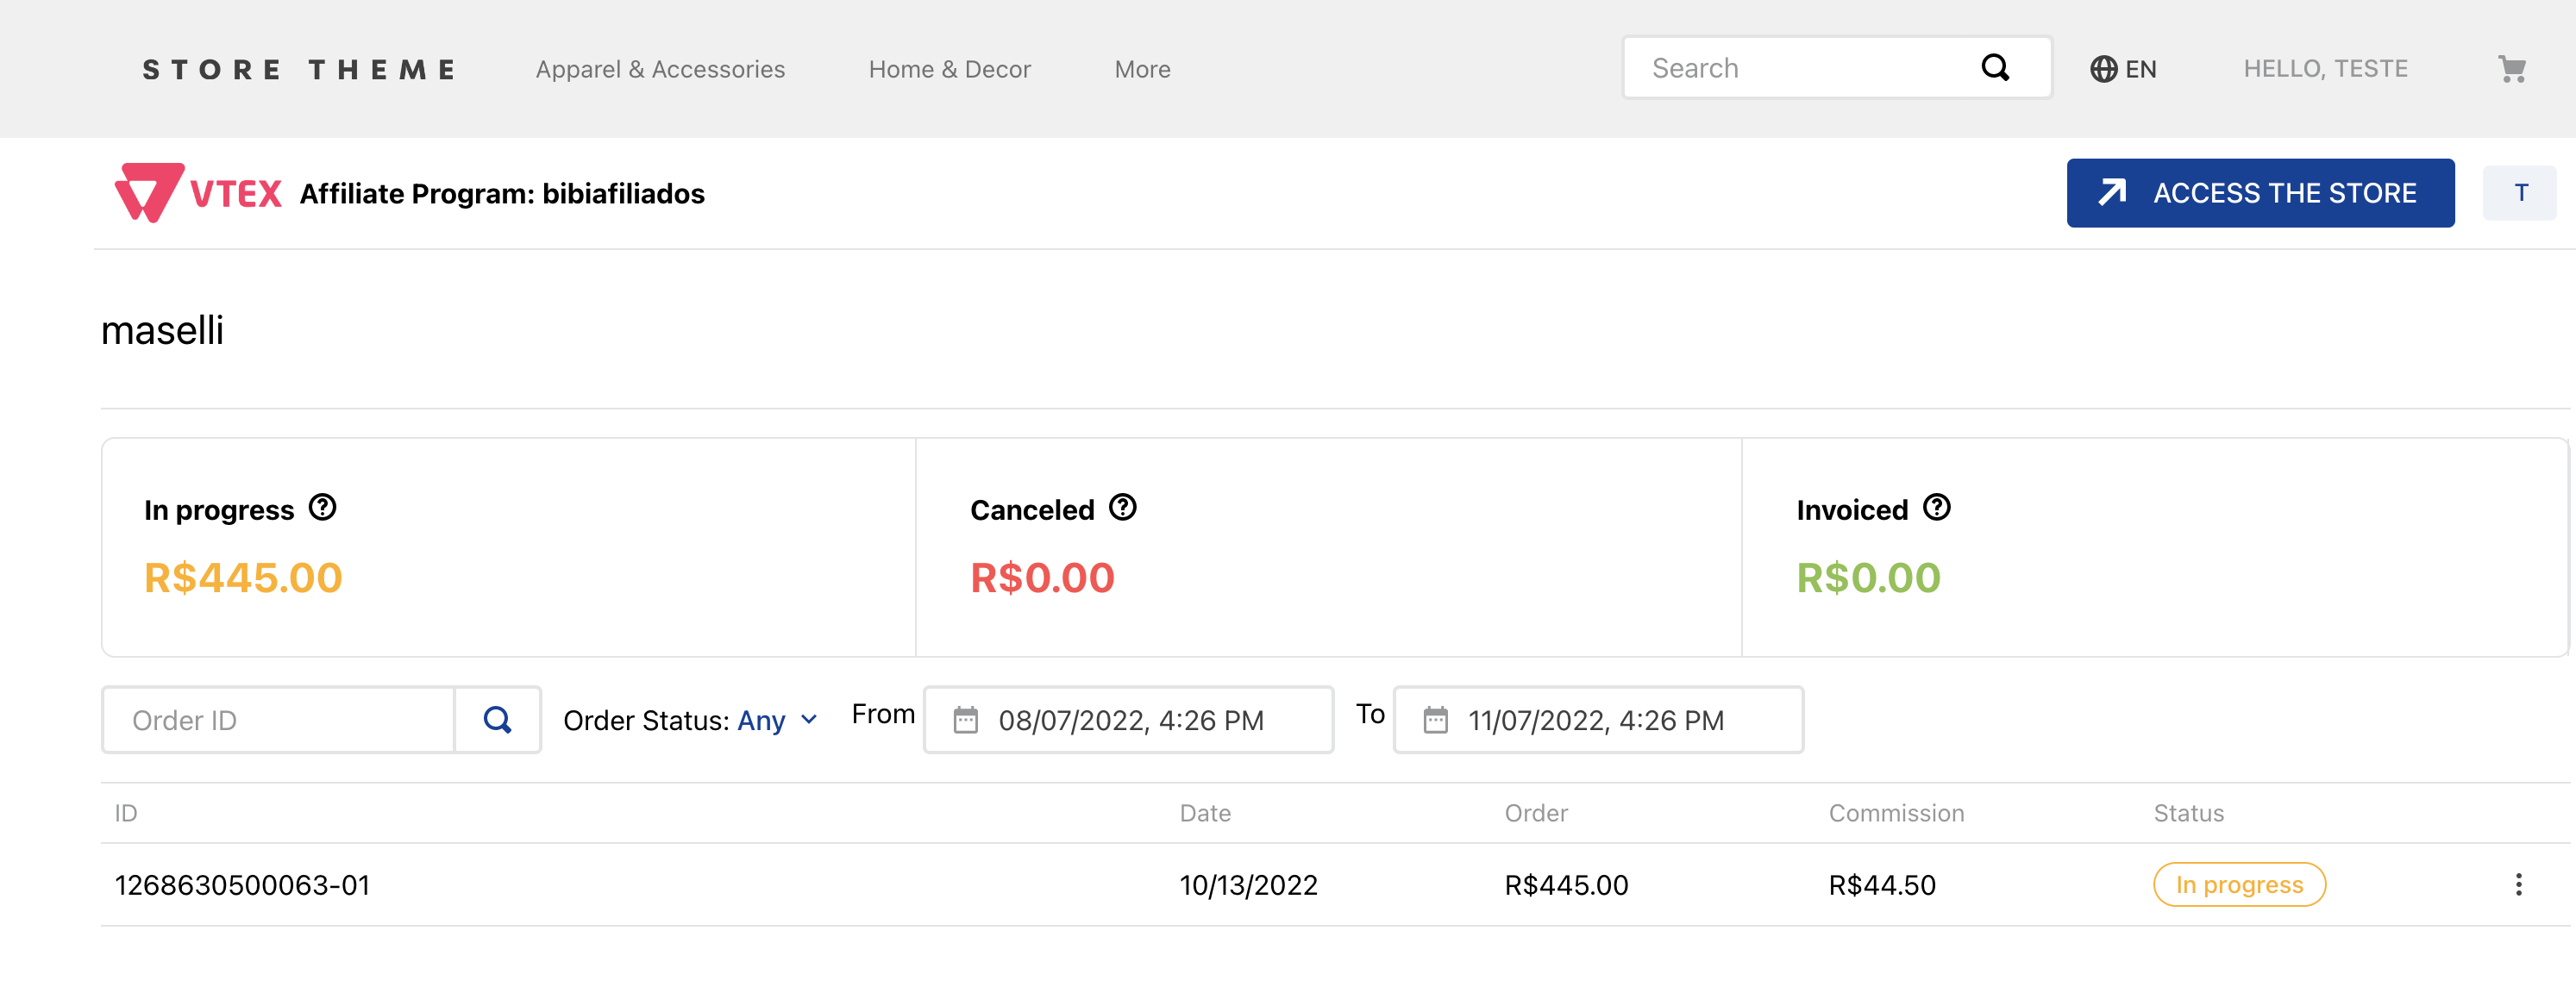 STORE THEME Apparel & Accessories Home & Decor More Search EN HELLO, TESTE
VTEX Affiliate Program: bibiafiliados ACCESS THE STORE T
maselli
In progress Canceled Invoiced
R$445.00 R$0.00 R$0.00
Order ID Order Status: Any From 08/07/2022, 4:26 PM To 11/07/2022, 4:26 PM
ID Date Order Commission Status
1268630500063-01 10/13/2022 R$445.00 R$44.50 In progress